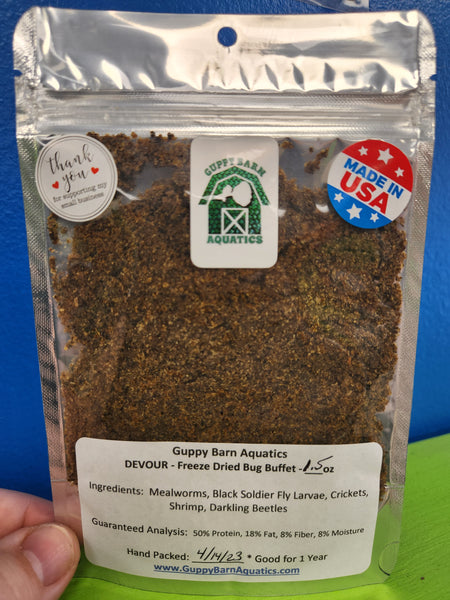 thank
you
for supporting my
small business
GUPPY BARN
AQUATICS
MADE IN
USA
Guppy Barn Aquatics
DEVOUR - Freeze Dried Bug Buffet - 1.5 oz
Ingredients: Mealworms, Black Soldier Fly Larvae, Crickets,
Shrimp, Darkling Beetles
Guaranteed Analysis: 50% Protein, 18% Fat, 8% Fiber, 8% Moisture
Hand Packed: 4/14/23 * Good for 1 Year
www.GuppyBarnAquatics.com